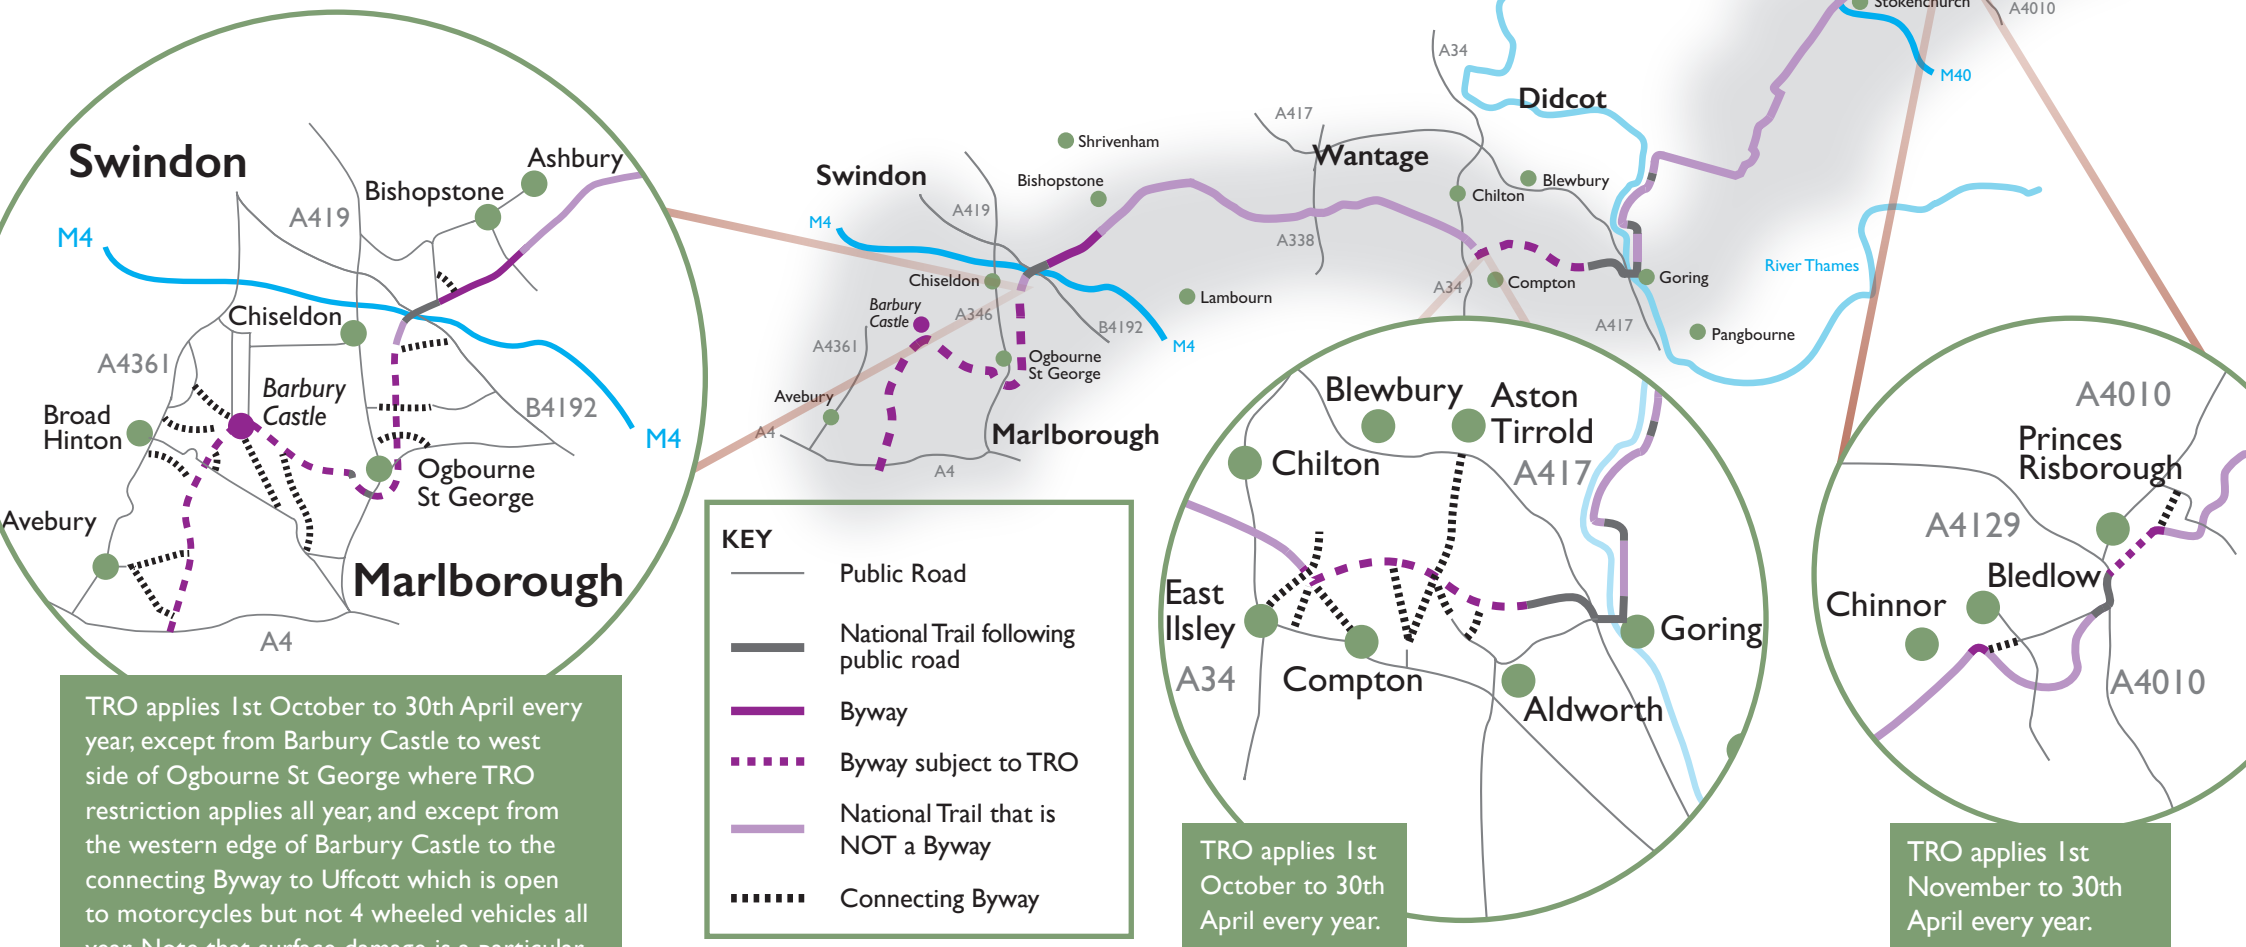 Stokenchurch
A4010
M40
A34
Didcot
A417
Shrivenham
Wantage
Swindon
Bishopstone
Blewbury
Chilton
A419
M4
A338
River Thames
Chiseldon
Goring
Compton
A34
Lambourn
Barbury
Castle
A346
B4192
A417
Pangbourne
A4361
M4
Ogbourne
St George
Avebury
A4
Marlborough
A4
Swindon
Ashbury
Bishopstone
A419
M4
Chiseldon
A4361
Barbury
Castle
Broad
Hinton
B4192
M4
Ogbourne
St George
Avebury
Marlborough
A4
TRO applies 1st October to 30th April every
year, except from Barbury Castle to west
side of Ogbourne St George where TRO
restriction applies all year, and except from
the western edge of Barbury Castle to the
connecting Byway to Uffcott which is open
to motorcycles but not 4 wheeled vehicles all
year. Note that surface damage is a particular
KEY
Public Road
National Trail following
public road
Byway
Byway subject to TRO
National Trail that is
NOT a Byway
Connecting Byway
Blewbury
Aston
Tirrold
Chilton
A417
East
Ilsley
Goring
A34
Compton
Aldworth
TRO applies 1st
October to 30th
April every year.
A4010
Princes
Risborough
A4129
Bledlow
Chinnor
A4010
TRO applies 1st
November to 30th
April every year.